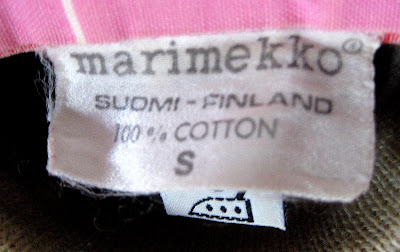 marimekko®
SUOMI-FINLAND
100% COTTON
S